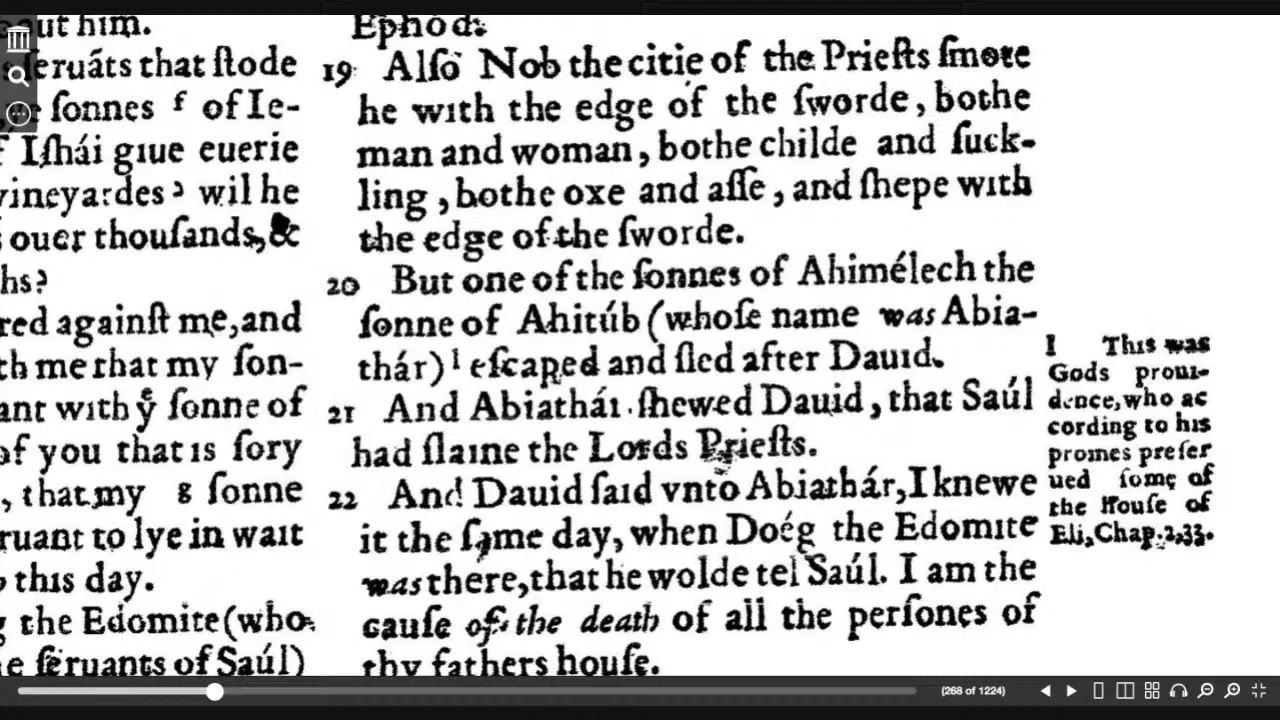 out him.
seruáts that ſtode
ſonnes f of Ie-
Iſhái giue euerie
vineyardes ? wil he
ouer thouſands, &
hs?
red againſt me, and
th me that my ſon-
ant with ẙ ſonne of
of you that is ſory
, that my g ſonne
ruant to lye in wait
this day.
the Edomite (who
e ſeruants of Saúl)
Ephod.
19 Alſo Nob the citie of the Prieſts ſmote
he with the edge of the ſworde, bothe
man and woman, bothe childe and ſuck-
ling, bothe oxe and aſſe, and ſhepe with
the edge of the ſworde.
20 But one of the ſonnes of Ahimélech the
ſonne of Ahitúb (whoſe name was Abia-
thár) l eſcaped and fled after Dauid.
21 And Abiathár ſhewed Dauid, that Saúl
had ſlaine the Lords Prieſts.
22 And Dauid ſaid vnto Abiathár, I knewe
it the ſame day, when Doég the Edomite
was there, that he wolde tel Saúl. I am the
cauſe of the death of all the perſones of
thy fathers houſe.
l This was
Gods proui-
dence, who ac
cording to his
promes preſer
ued ſome of
the Houſe of
Eli, Chap. 2,33.
(268 of 1224)